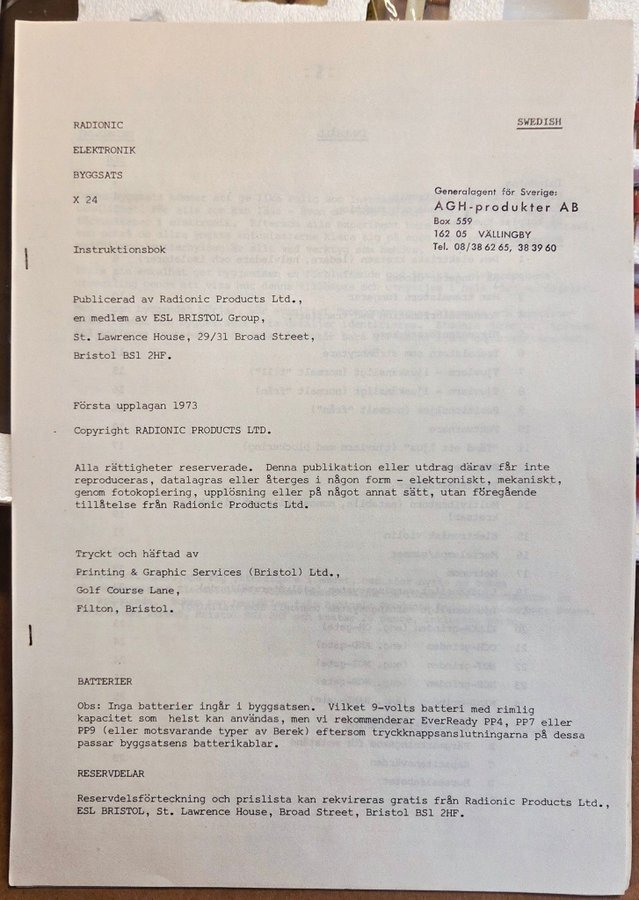 RADIONIC
SWEDISH
ELEKTRONIK
BYGGSATS
X 24
Generalagent för Sverige:
AGH-produkter AB
Box 559
162 05 VÄLLINGBY
Tel. 08/38 62 65, 38 39 60
Instruktionsbok
Publicerad av Radionic Products Ltd.,
en medlem av ESL BRISTOL Group,
St. Lawrence House, 29/31 Broad Street,
Bristol BS1 2HF.
Första upplagan 1973
Copyright RADIONIC PRODUCTS LTD.
Alla rättigheter reserverade. Denna publikation eller utdrag därav får inte
reproduceras, datalagras eller återges i någon form - elektroniskt, mekaniskt,
genom fotokopiering, upplösning eller på något annat sätt, utan föregående
tillåtelse från Radionic Products Ltd.
Tryckt och häftad av
Printing & Graphic Services (Bristol) Ltd.,
Golf Course Lane,
Filton, Bristol.
BATTERIER
Obs: Inga batterier ingår i byggsatsen. Vilket 9-volts batteri med rimlig
kapacitet som helst kan användas, men vi rekommenderar EverReady PP4, PP7 eller
PP9 (eller motsvarande typer av Berek) eftersom tryckknappsanslutningarna på dessa
passar byggsatsens batterikablar.
RESERVDELAR
Reservdelsförteckning och prislista kan rekvireras gratis från Radionic Products Ltd.,
ESL BRISTOL, St. Lawrence House, Broad Street, Bristol BS1 2HF.